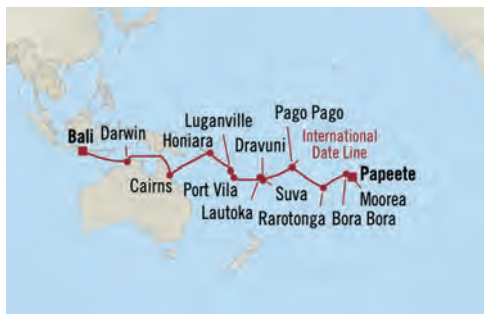 Bali
Darwin
Cairns
Honiara
Luganville
Port Vila
Lautoka
Dravuni
Suva
Pago Pago
International
Date Line
Rarotonga
Bora Bora
Moorea
Papeete